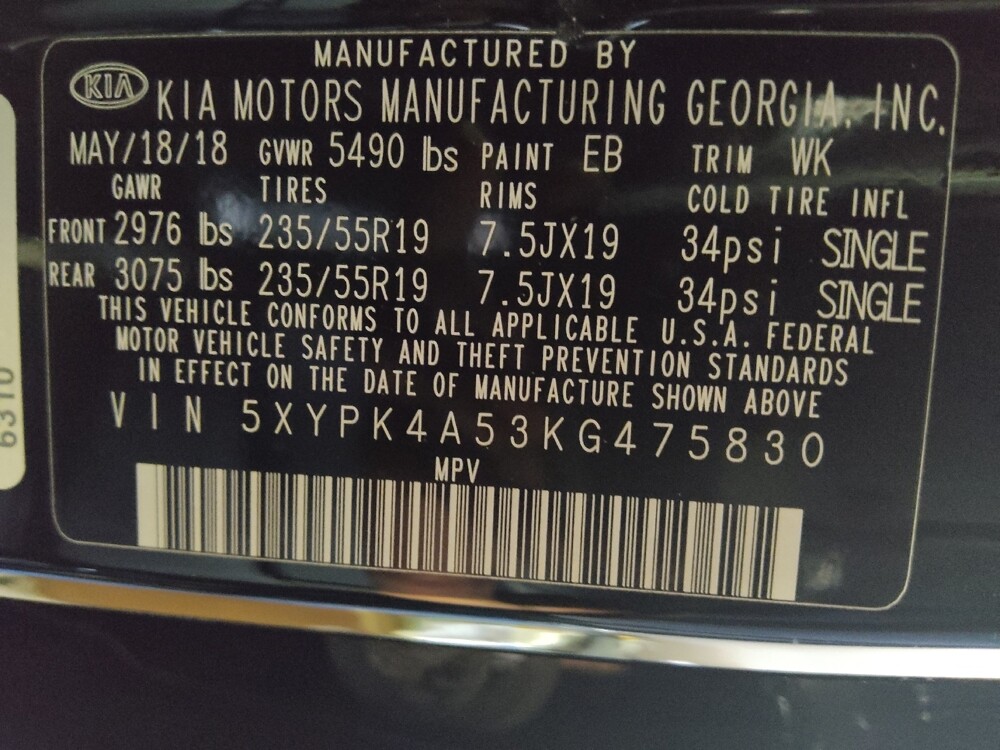 MANUFACTURED BY
KIA KIA MOTORS MANUFACTURING GEORGIA, INC.
MAY/18/18 GVWR 5490 lbs PAINT EB TRIM WK
GAWR TIRES RIMS COLD TIRE INFL
FRONT 2976 lbs 235/55R19 7.5JX19 34psi SINGLE
REAR 3075 lbs 235/55R19 7.5JX19 34psi SINGLE
THIS VEHICLE CONFORMS TO ALL APPLICABLE U.S.A. FEDERAL
MOTOR VEHICLE SAFETY AND THEFT PREVENTION STANDARDS
IN EFFECT ON THE DATE OF MANUFACTURE SHOWN ABOVE
VIN 5XYPK4A53KG475830
MPV